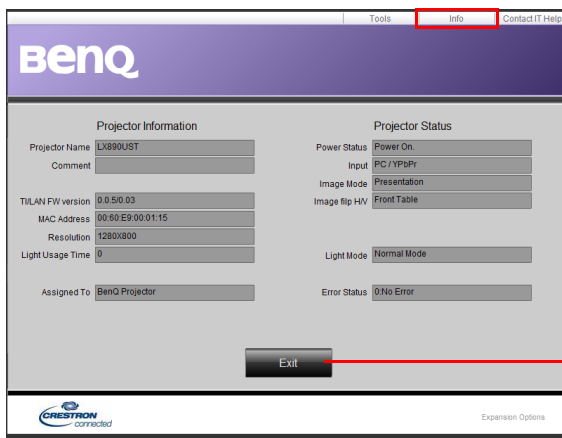 Tools Info Contact IT Help
BenQ
Projector Information
Projector Name LX890UST
Comment
TI/LAN FW version 0.0.5/0.03
MAC Address 00:60:E9:00:01:15
Resolution 1280X800
Light Usage Time 0
Assigned To BenQ Projector
Projector Status
Power Status Power On.
Input PC / YPbPr
Image Mode Presentation
Image filp H/V Front Table
Light Mode Normal Mode
Error Status 0:No Error
Exit
CRESTRON
connected
Expansion Options